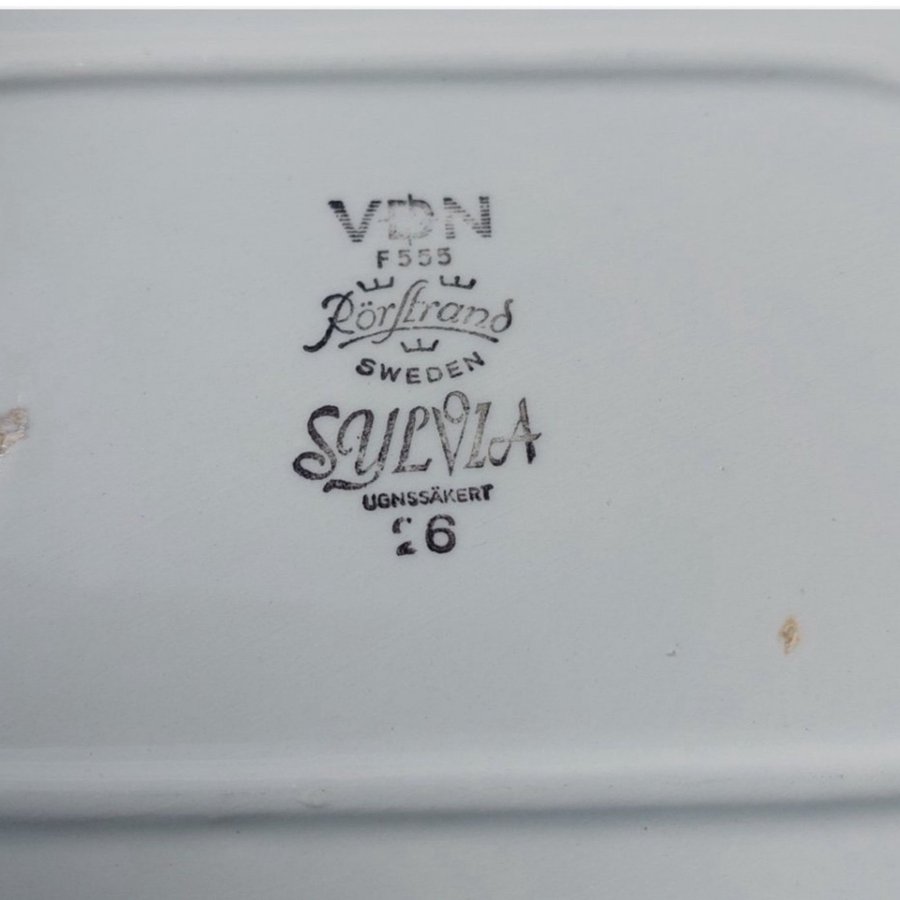 VDN
F555
Rörstrand
SWEDEN
SYLVIA
UGNSSÄKERT
26